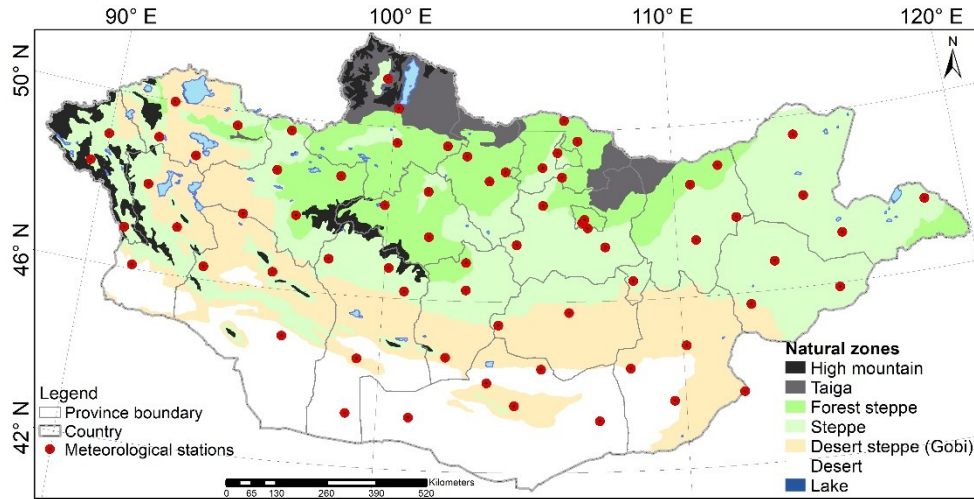 90° E 100° E 110° E 120° E
N
50° N
46° N
42° N
Legend
Province boundary
Country
Meteorological stations
Natural zones
High mountain
Taiga
Forest steppe
Steppe
Desert steppe (Gobi)
Desert
Lake
Kilometers
0 65 130 260 390 520